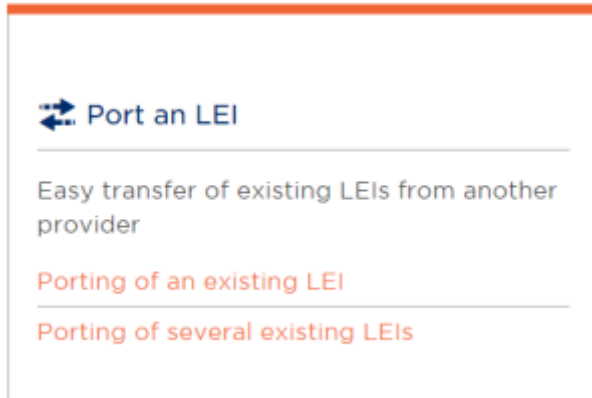 Port an LEI
Easy transfer of existing LEIs from another
provider
Porting of an existing LEI
Porting of several existing LEIs